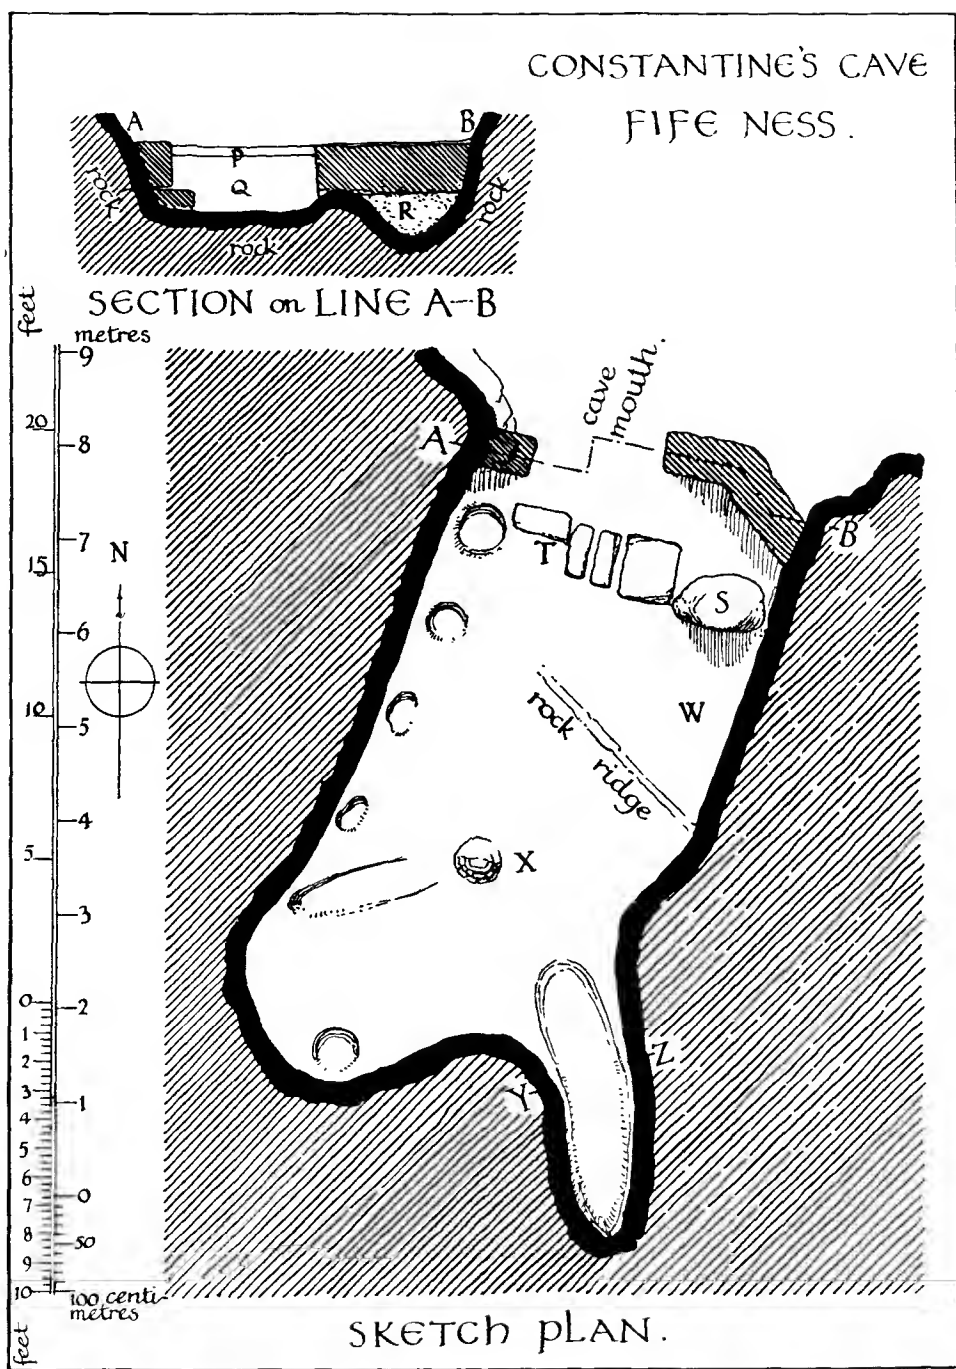 CONSTANTINE'S CAVE
FIFE NESS.
A
B
P
Q
R
rock
rock
rock
SECTION on LINE A-B
feet
metres
9
20
8
7
15
6
10
5
4
5
3
0
2
1
2
3
1
4
5
6
0
7
8
50
9
10
100 centi-
metres
feet
N
cave
mouth.
A
B
T
S
W
rock
ridge
X
Y
Z
SKETCH PLAN.